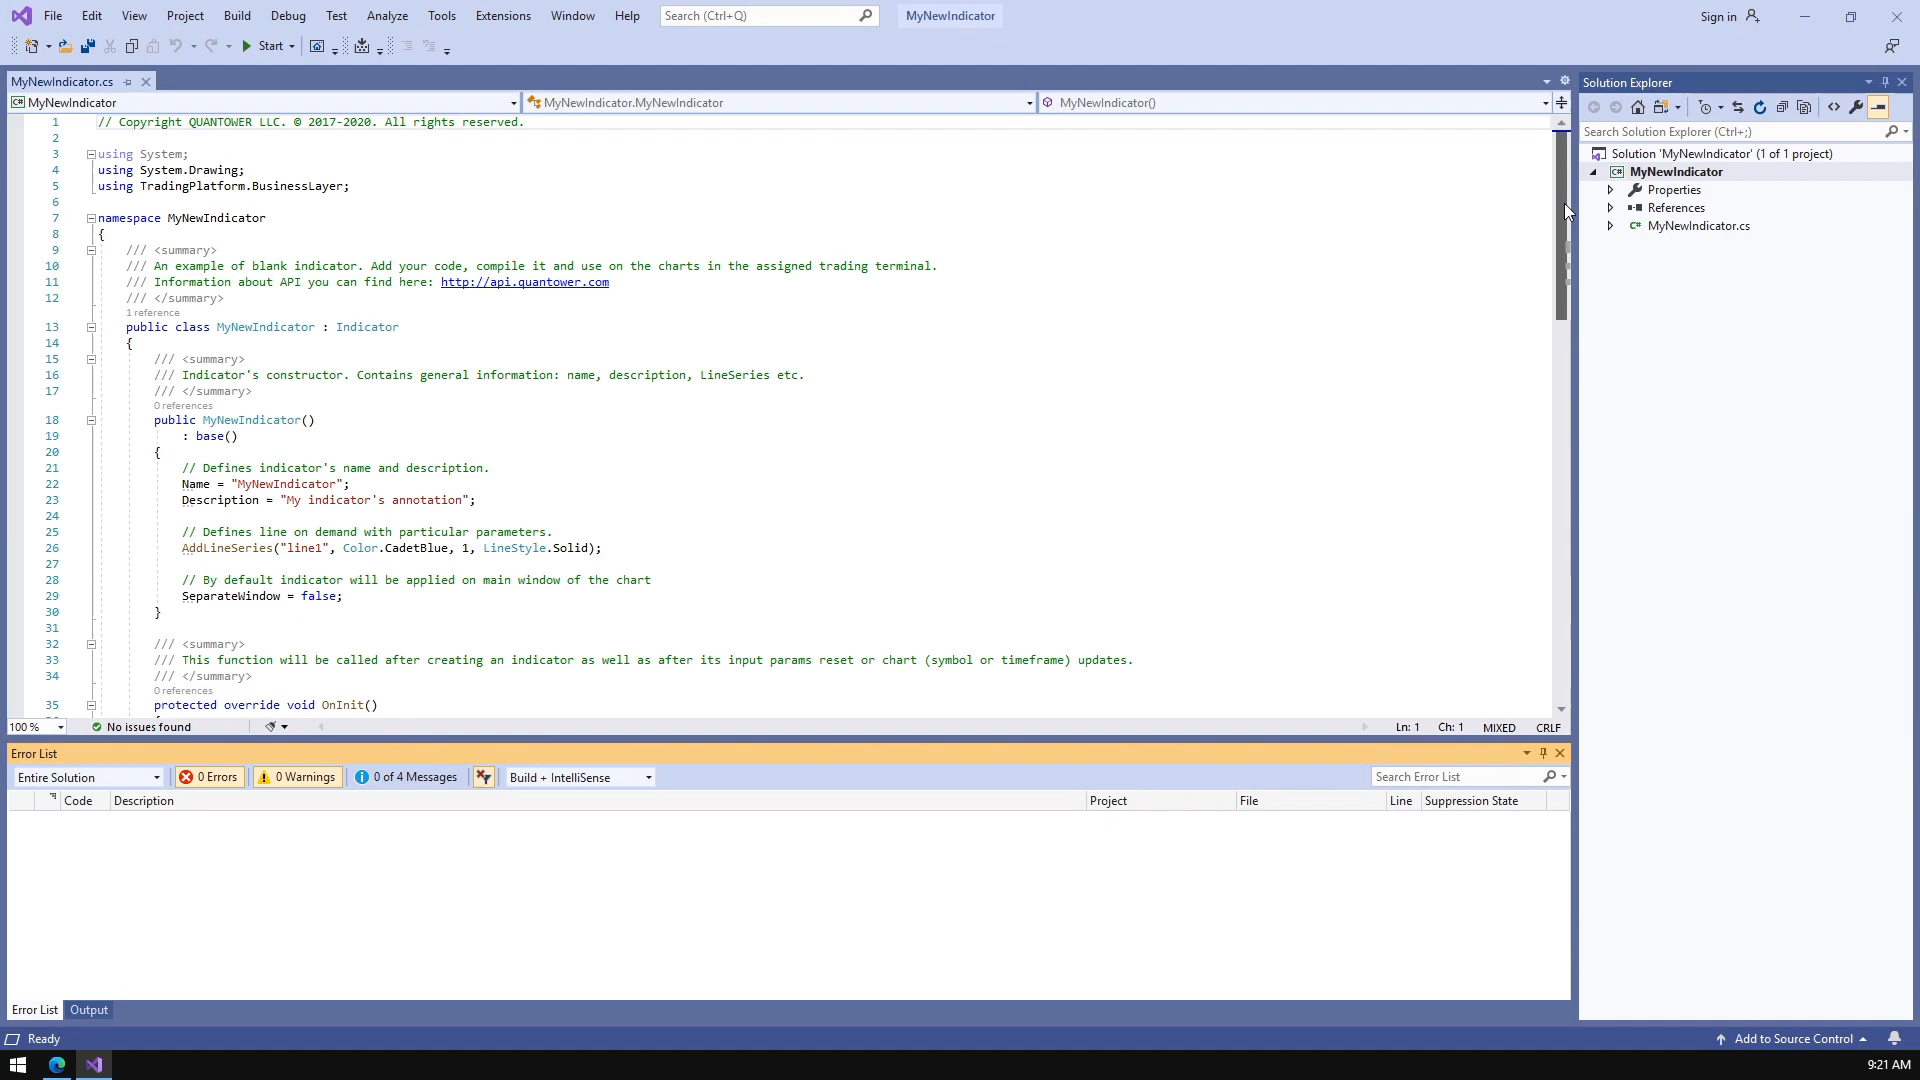 File Edit View Project Build Debug Test Analyze Tools Extensions Window Help Search (Ctrl+Q) MyNewIndicator Sign in
Start
MyNewIndicator.cs
MyNewIndicator MyNewIndicator.MyNewIndicator MyNewIndicator()
1 // Copyright QUANTOWER LLC. © 2017-2020. All rights reserved.
2
3 using System;
4 using System.Drawing;
5 using TradingPlatform.BusinessLayer;
6
7 namespace MyNewIndicator
8 {
9 /// <summary>
10 /// An example of blank indicator. Add your code, compile it and use on the charts in the assigned trading terminal.
11 /// Information about API you can find here: http://api.quantower.com
12 /// </summary>
1 reference
13 public class MyNewIndicator : Indicator
14 {
15 /// <summary>
16 /// Indicator's constructor. Contains general information: name, description, LineSeries etc.
17 /// </summary>
0 references
18 public MyNewIndicator()
19 : base()
20 {
21 // Defines indicator's name and description.
22 Name = "MyNewIndicator";
23 Description = "My indicator's annotation";
24
25 // Defines line on demand with particular parameters.
26 AddLineSeries("line1", Color.CadetBlue, 1, LineStyle.Solid);
27
28 // By default indicator will be applied on main window of the chart
29 SeparateWindow = false;
30 }
31
32 /// <summary>
33 /// This function will be called after creating an indicator as well as after its input params reset or chart (symbol or timeframe) updates.
34 /// </summary>
0 references
35 protected override void OnInit()
100 % No issues found Ln: 1 Ch: 1 MIXED CRLF
Error List
Entire Solution 0 Errors 0 Warnings 0 of 4 Messages Build + IntelliSense Search Error List
Code Description Project File Line Suppression State
Error List Output
Solution Explorer
Search Solution Explorer (Ctrl+;)
Solution 'MyNewIndicator' (1 of 1 project)
MyNewIndicator
Properties
References
C# MyNewIndicator.cs
Ready Add to Source Control
9:21 AM